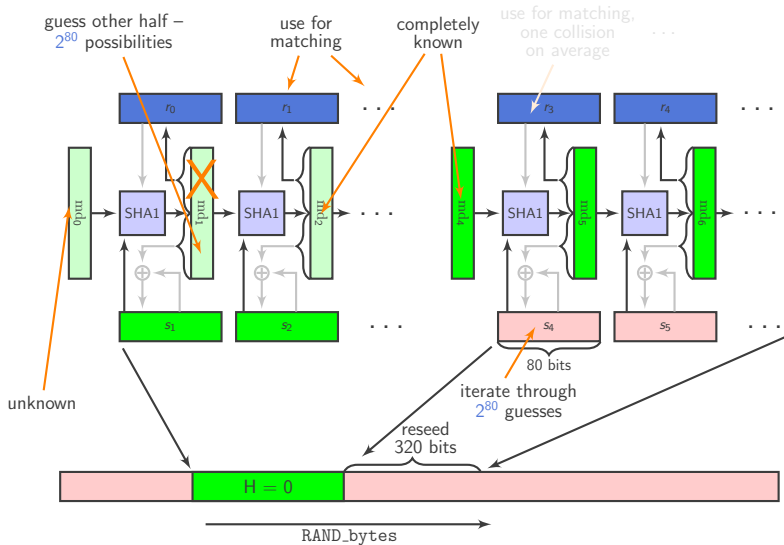 guess other half –
2^80 possibilities
use for
matching
completely
known
use for matching,
one collision
on average
. . .
r0
r1
. . .
r3
r4
. . .
md0
SHA1
md1
SHA1
md2
. . .
md4
SHA1
md5
SHA1
md6
. . .
s1
s2
. . .
s4
s5
. . .
80 bits
unknown
iterate through
2^80 guesses
reseed
320 bits
H = 0
RAND_bytes